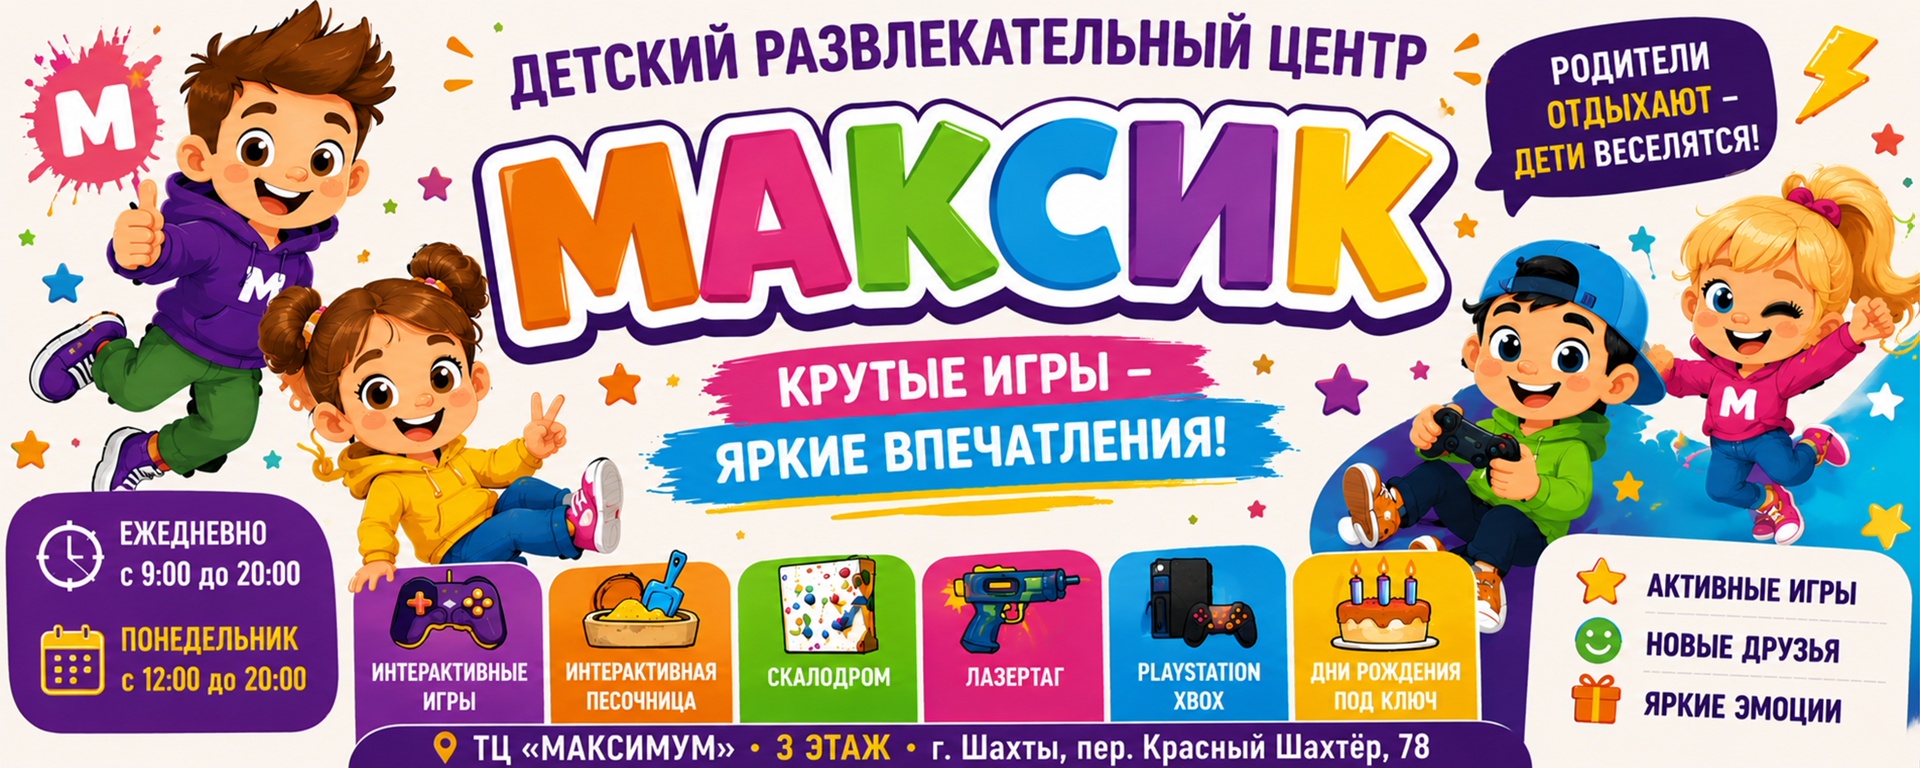 М
ДЕТСКИЙ РАЗВЛЕКАТЕЛЬНЫЙ ЦЕНТР
МАКСИК
РОДИТЕЛИ
ОТДЫХАЮТ –
ДЕТИ ВЕСЕЛЯТСЯ!
М
М
КРУТЫЕ ИГРЫ –
ЯРКИЕ ВПЕЧАТЛЕНИЯ!
ЕЖЕДНЕВНО
с 9:00 до 20:00
ПОНЕДЕЛЬНИК
с 12:00 до 20:00
ИНТЕРАКТИВНЫЕ
ИГРЫ
ИНТЕРАКТИВНАЯ
ПЕСОЧНИЦА
СКАЛОДРОМ
ЛАЗЕРТАГ
PLAYSTATION
XBOX
ДНИ РОЖДЕНИЯ
ПОД КЛЮЧ
АКТИВНЫЕ ИГРЫ
НОВЫЕ ДРУЗЬЯ
ЯРКИЕ ЭМОЦИИ
ТЦ «МАКСИМУМ» • 3 ЭТАЖ • г. Шахты, пер. Красный Шахтёр, 78